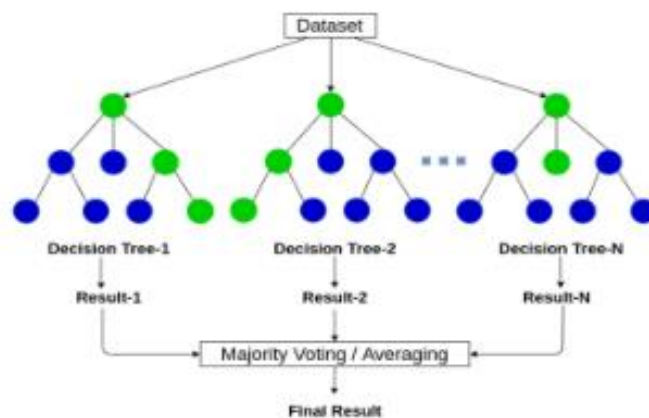 Dataset
Decision Tree-1 Decision Tree-2 Decision Tree-N
Result-1 Result-2 Result-N
Majority Voting / Averaging
Final Result